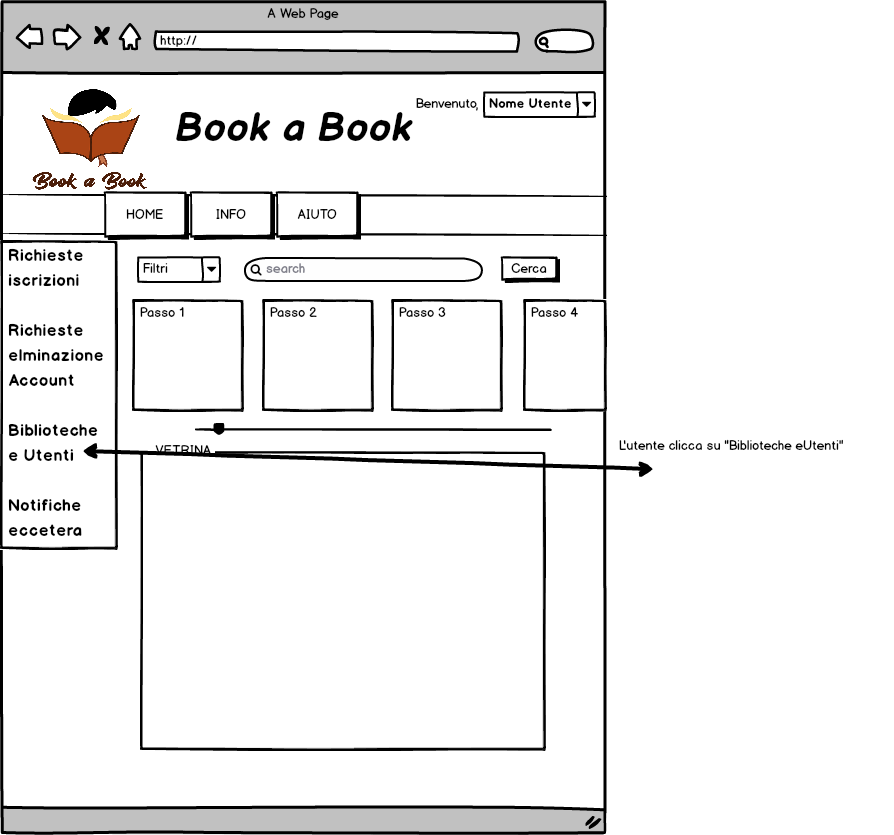 A Web Page
http://
Benvenuto, Nome Utente
Book a Book
Book a Book
HOME INFO AIUTO
Richieste
iscrizioni
Richieste
elminazione
Account
Biblioteche
e Utenti
Notifiche
eccetera
Filtri search Cerca
Passo 1 Passo 2 Passo 3 Passo 4
VETRINA
L'utente clicca su "Biblioteche eUtenti"